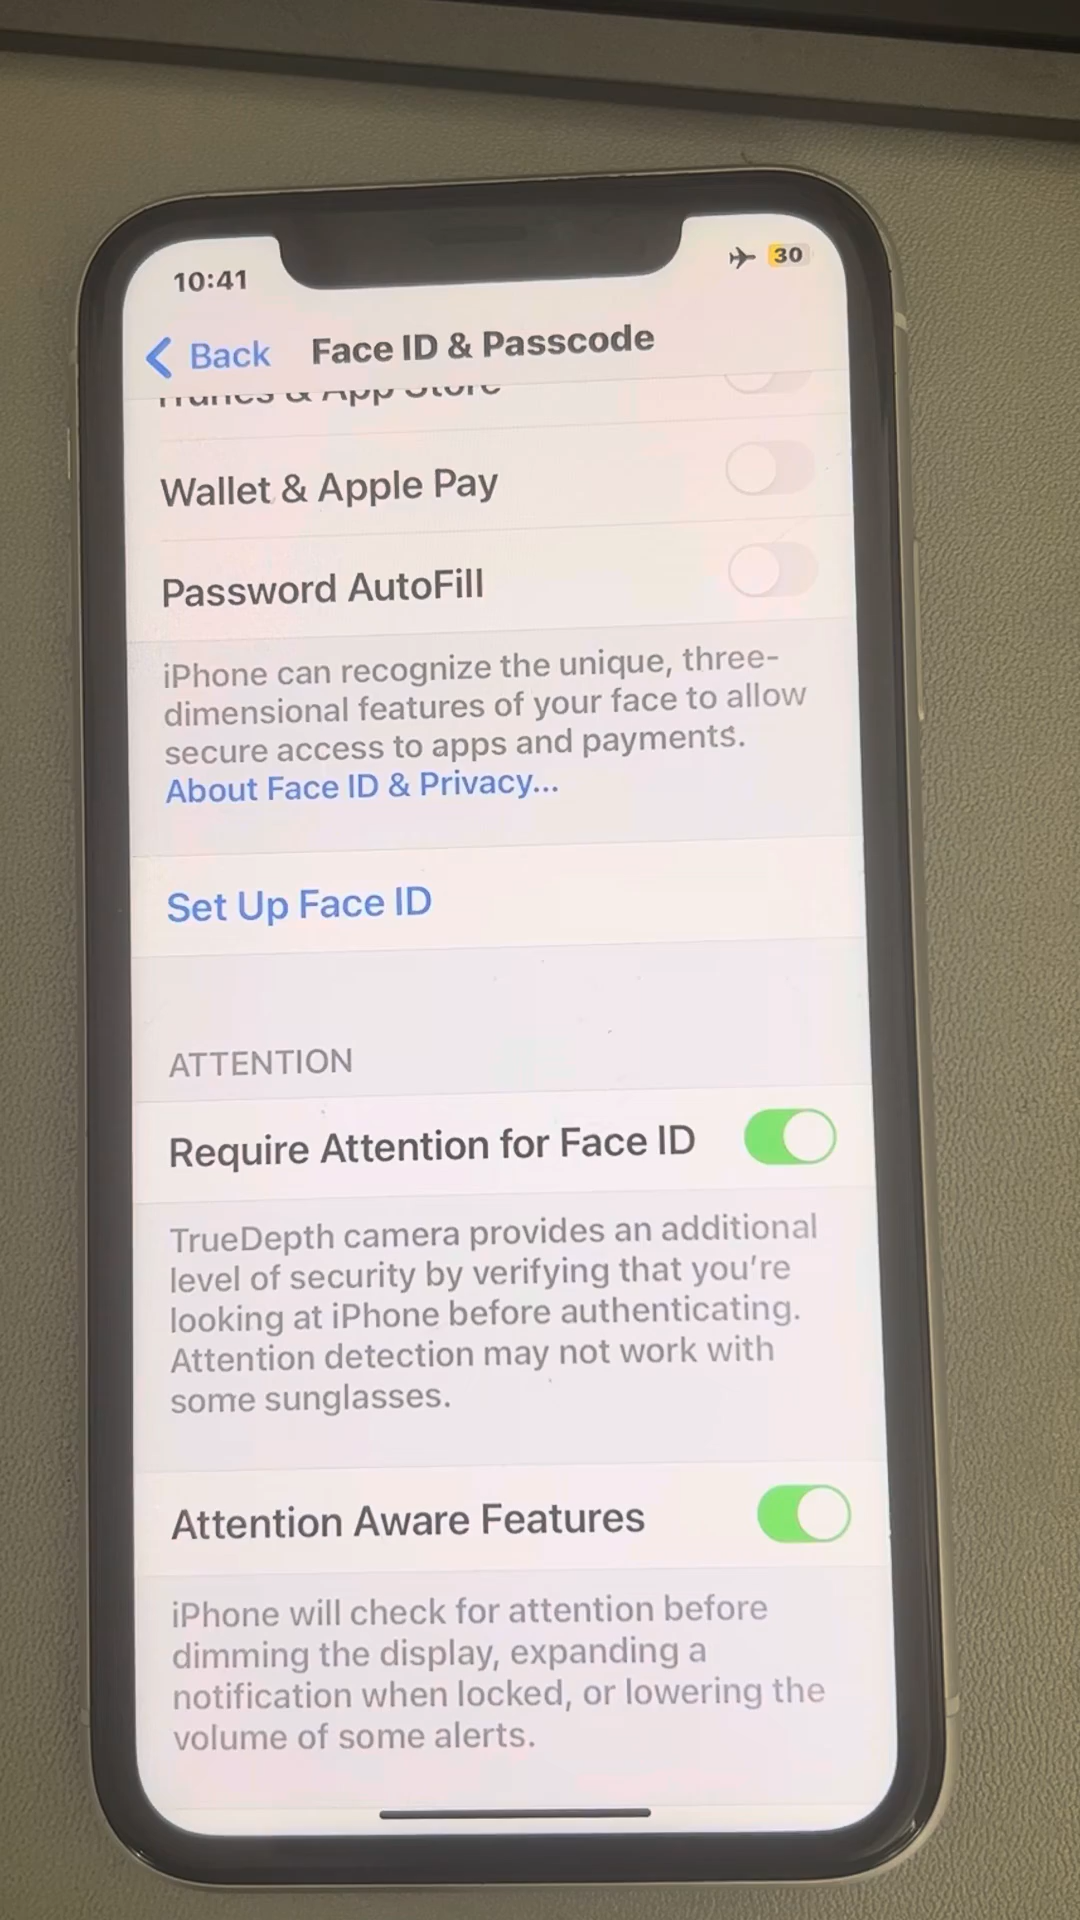 10:41
30
Back
Face ID & Passcode
iTunes & App Store
Wallet & Apple Pay
Password AutoFill
iPhone can recognize the unique, three-
dimensional features of your face to allow
secure access to apps and payments.
About Face ID & Privacy...
Set Up Face ID
ATTENTION
Require Attention for Face ID
TrueDepth camera provides an additional
level of security by verifying that you're
looking at iPhone before authenticating.
Attention detection may not work with
some sunglasses.
Attention Aware Features
iPhone will check for attention before
dimming the display, expanding a
notification when locked, or lowering the
volume of some alerts.